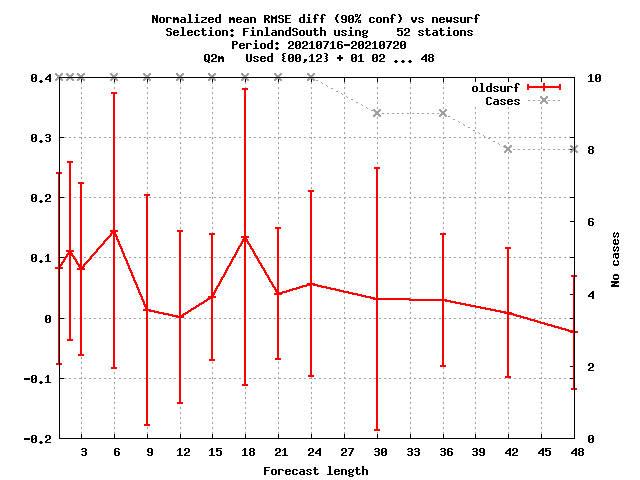 Normalized mean RMSE diff (90% conf) vs newsurf
Selection: FinlandSouth using    52 stations
Period: 20210716-20210720
Q2m   Used {00,12} + 01 02 ... 48
oldsurf
Cases
0.4
0.3
0.2
0.1
0
-0.1
-0.2
10
8
6
4
2
0
No cases
3 6 9 12 15 18 21 24 27 30 33 36 39 42 45 48
Forecast length